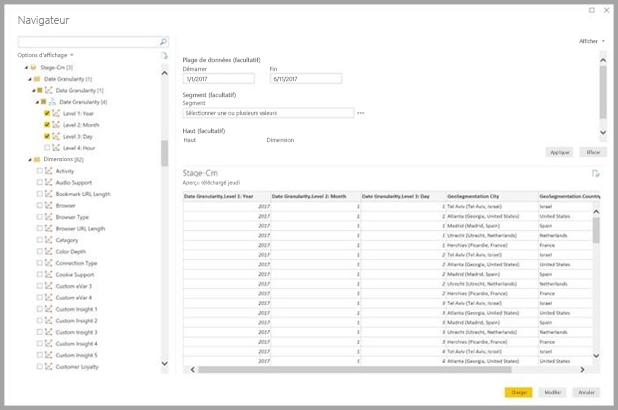 Navigateur
Afficher
Options d'affichage
Stage-Cm [3]
Date Granularity [1]
Date Granularity [1]
Date Granularity [4]
Level 1: Year
Level 2: Month
Level 3: Day
Level 4: Hour
Dimensions [82]
Activity
Audio Support
Bookmark URL Length
Browser
Browser Type
Browser URL Length
Category
Color Depth
Connection Type
Cookie Support
Custom eVar 3
Custom eVar 4
Custom Insight 1
Custom Insight 2
Custom Insight 3
Custom Insight 4
Custom Insight 5
Customer Loyalty
Plage de données (facultatif)
Démarrer Fin
1/1/2017 6/11/2017
Segment (facultatif)
Segment
Sélectionner une ou plusieurs valeurs
Haut (facultatif)
Haut Dimension
Applique Effacer
Stage-Cm
Aperçu téléchargé jeudi
Date Granularity.Level 1: Year Date Granularity.Level 2: Month Date Granularity.Level 3: Day GeoSegmentation City GeoSegmentation Country
2017 1 1 Tel Aviv (Tel Aviv, Israel) Israel
2017 1 1 Atlanta (Georgia, United States) United States
2017 1 1 Madrid (Madrid, Spain) Spain
2017 1 1 Utrecht (Utrecht, Netherlands) Netherlands
2017 1 1 Herchies (Picardie, France) France
2017 1 2 Tel Aviv (Tel Aviv, Israel) Israel
2017 1 2 Atlanta (Georgia, United States) United States
2017 1 2 Madrid (Madrid, Spain) Spain
2017 1 2 Utrecht (Utrecht, Netherlands) Netherlands
2017 1 2 Herchies (Picardie, France) France
2017 1 3 Tel Aviv (Tel Aviv, Israel) Israel
2017 1 3 Atlanta (Georgia, United States) United States
2017 1 3 Madrid (Madrid, Spain) Spain
2017 1 3 Utrecht (Utrecht, Netherlands) Netherlands
2017 1 3 Herchies (Picardie, France) France
2017 1 4 Tel Aviv (Tel Aviv, Israel) Israel
2017 1 4 Atlanta (Georgia, United States) United States
Charger Modifier Annuler